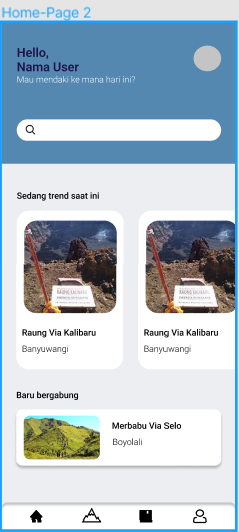 Home-Page 2
Hello,
Nama User
Mau mendaki ke mana hari ini?
Sedang trend saat ini
Raung Via Kalibaru
Banyuwangi
Raung Via Kalibaru
Banyuwangi
Baru bergabung
Merbabu Via Selo
Boyolali